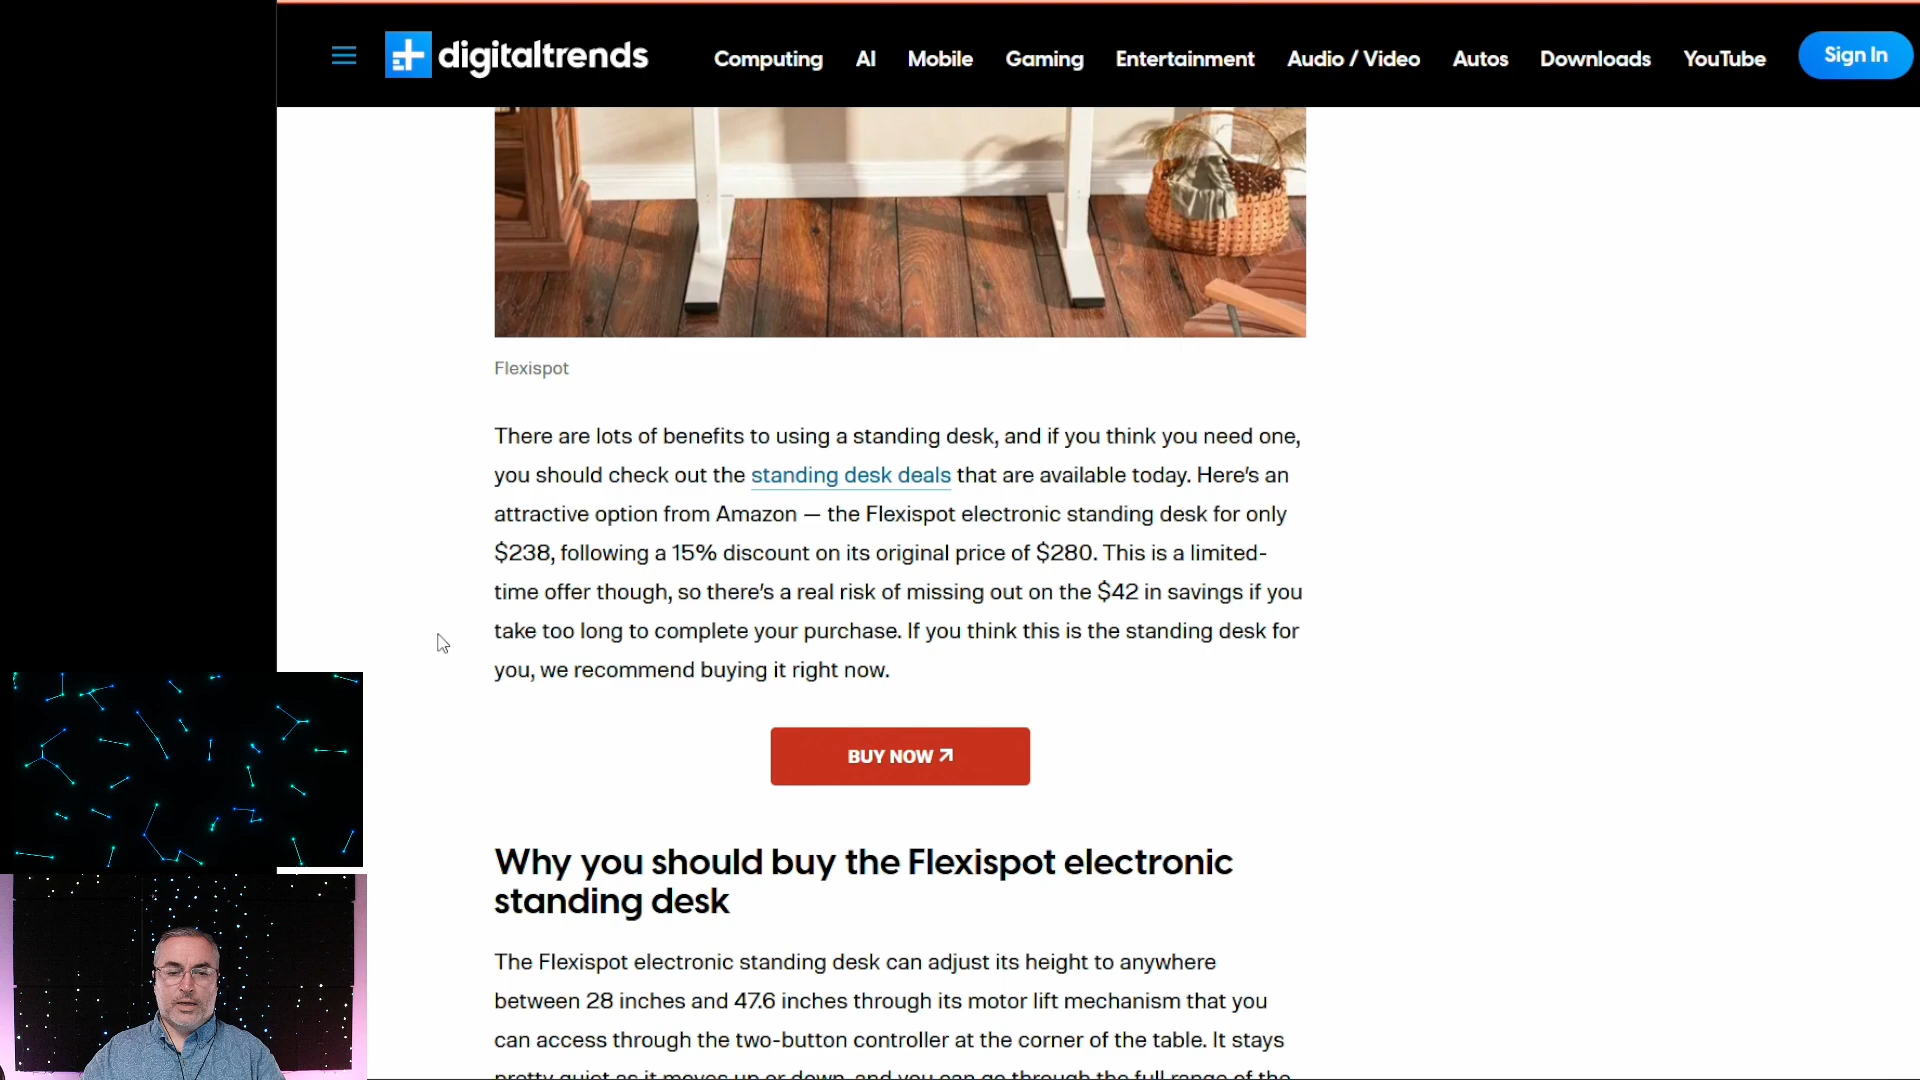 digitaltrends
Computing AI Mobile Gaming Entertainment Audio / Video Autos Downloads YouTube Sign In
Flexispot
There are lots of benefits to using a standing desk, and if you think you need one,
you should check out the standing desk deals that are available today. Here's an
attractive option from Amazon — the Flexispot electronic standing desk for only
$238, following a 15% discount on its original price of $280. This is a limited-
time offer though, so there's a real risk of missing out on the $42 in savings if you
take too long to complete your purchase. If you think this is the standing desk for
you, we recommend buying it right now.
BUY NOW
Why you should buy the Flexispot electronic
standing desk
The Flexispot electronic standing desk can adjust its height to anywhere
between 28 inches and 47.6 inches through its motor lift mechanism that you
can access through the two-button controller at the corner of the table. It stays
pretty quiet as it moves up or down, and you can go through the full range of the